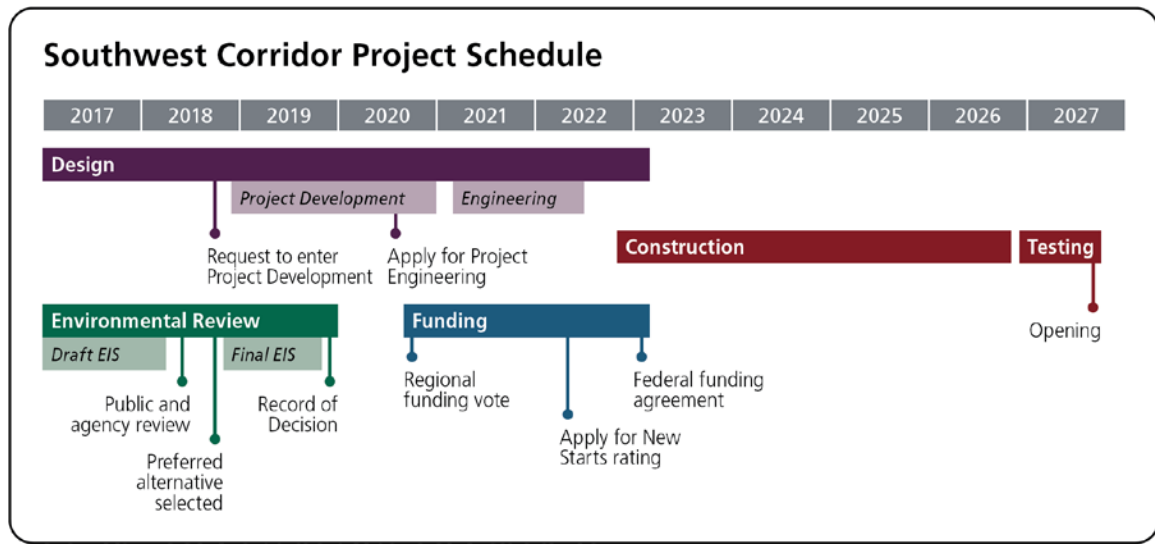 Southwest Corridor Project Schedule
2017 2018 2019 2020 2021 2022 2023 2024 2025 2026 2027
Design
Project Development
Engineering
Request to enter
Project Development
Apply for Project
Engineering
Construction
Testing
Opening
Environmental Review
Draft EIS
Final EIS
Public and
agency review
Preferred
alternative
selected
Record of
Decision
Funding
Regional
funding vote
Apply for New
Starts rating
Federal funding
agreement